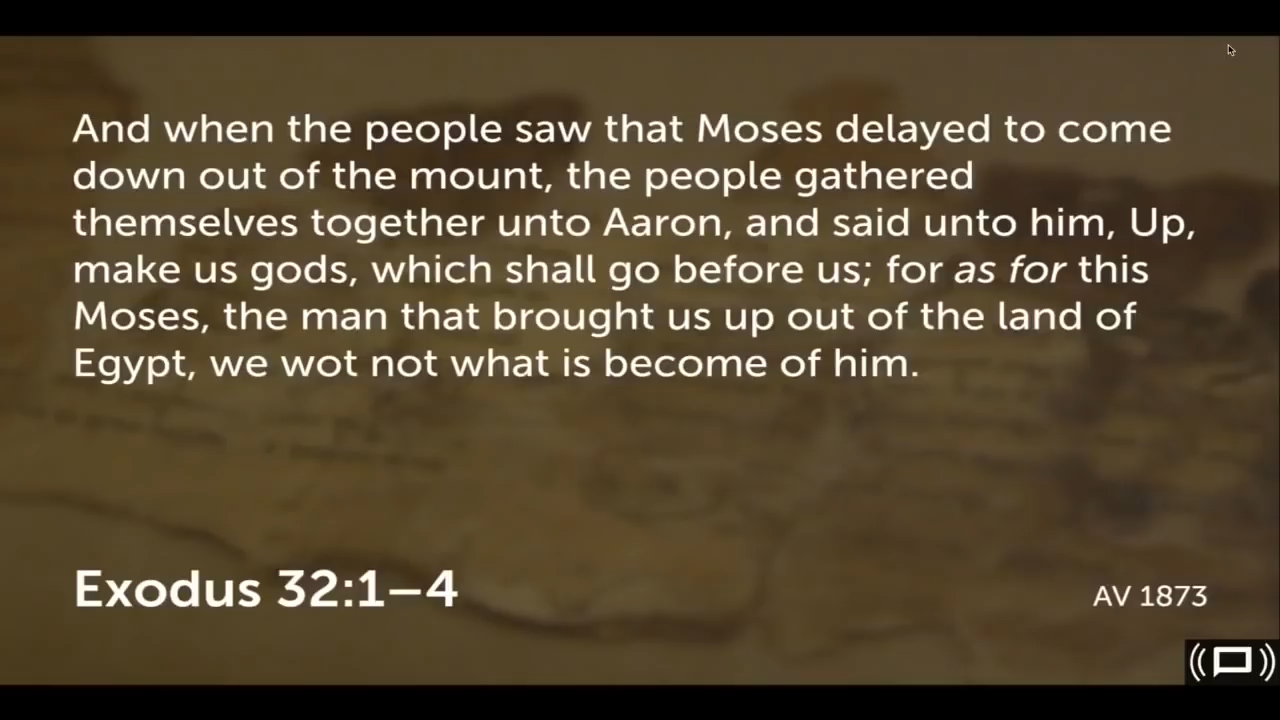 And when the people saw that Moses delayed to come
down out of the mount, the people gathered
themselves together unto Aaron, and said unto him, Up,
make us gods, which shall go before us; for as for this
Moses, the man that brought us up out of the land of
Egypt, we wot not what is become of him.
Exodus 32:1–4
AV 1873